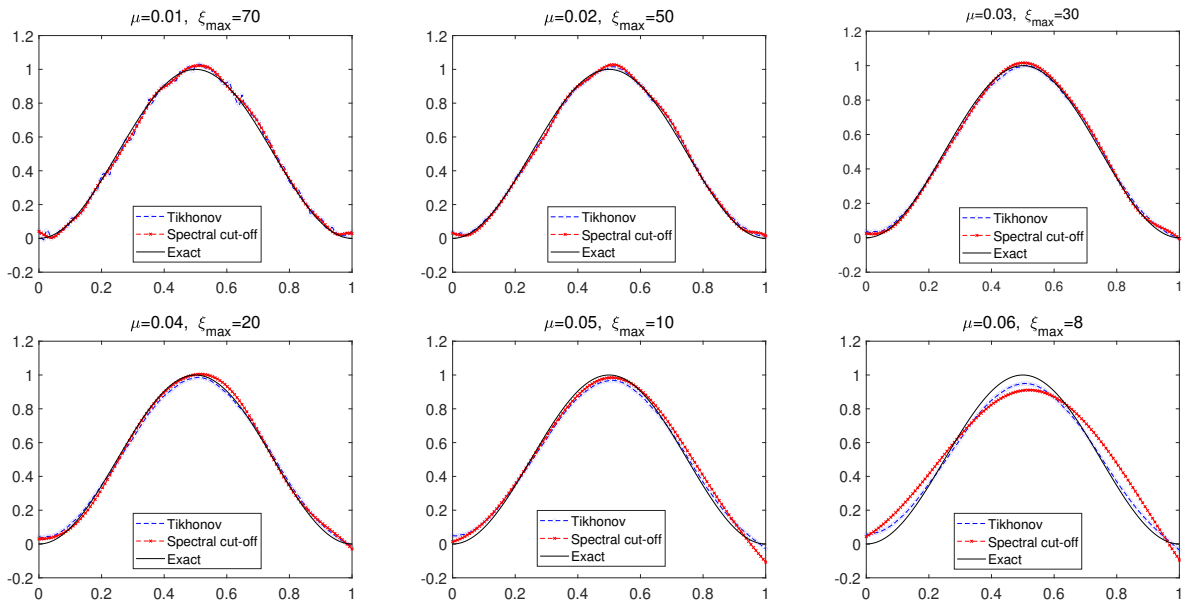 μ=0.01, ξmax=70
1.2
1
0.8
0.6
0.4
0.2
0
-0.2
0 0.2 0.4 0.6 0.8 1
Tikhonov
Spectral cut-off
Exact
μ=0.02, ξmax=50
1.2
1
0.8
0.6
0.4
0.2
0
-0.2
0 0.2 0.4 0.6 0.8 1
Tikhonov
Spectral cut-off
Exact
μ=0.03, ξmax=30
1.2
1
0.8
0.6
0.4
0.2
0
-0.2
0 0.2 0.4 0.6 0.8 1
Tikhonov
Spectral cut-off
Exact
μ=0.04, ξmax=20
1.2
1
0.8
0.6
0.4
0.2
0
-0.2
0 0.2 0.4 0.6 0.8 1
Tikhonov
Spectral cut-off
Exact
μ=0.05, ξmax=10
1.2
1
0.8
0.6
0.4
0.2
0
-0.2
0 0.2 0.4 0.6 0.8 1
Tikhonov
Spectral cut-off
Exact
μ=0.06, ξmax=8
1.2
1
0.8
0.6
0.4
0.2
0
-0.2
0 0.2 0.4 0.6 0.8 1
Tikhonov
Spectral cut-off
Exact